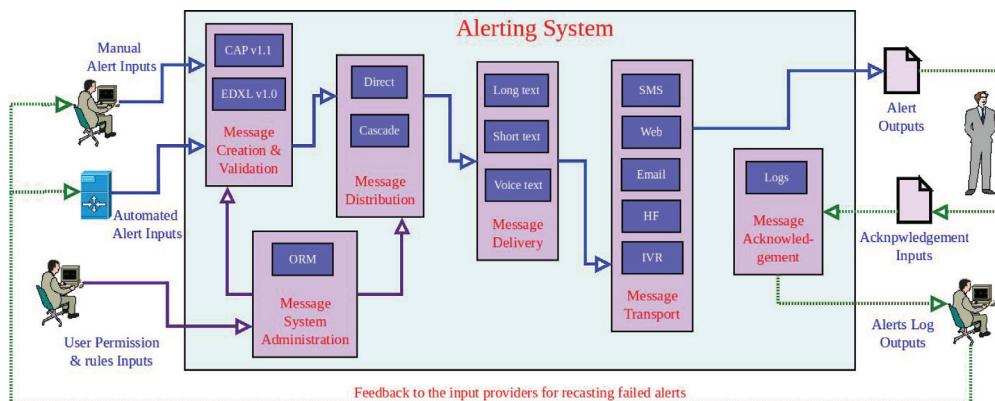 Alerting System
Manual
Alert Inputs
CAP v1.1
EDXL v1.0
Message
Creation &
Validation
Direct
Cascade
Message
Distribution
Long text
Short text
Voice text
Message
Delivery
SMS
Web
Email
HF
IVR
Message
Transport
Alert
Outputs
Logs
Message
Acknowled-
gement
Acknpwledgement
Inputs
Automated
Alert Inputs
ORM
Message
System
Administration
User Permission
& rules Inputs
Alerts Log
Outputs
Feedback to the input providers for recasting failed alerts